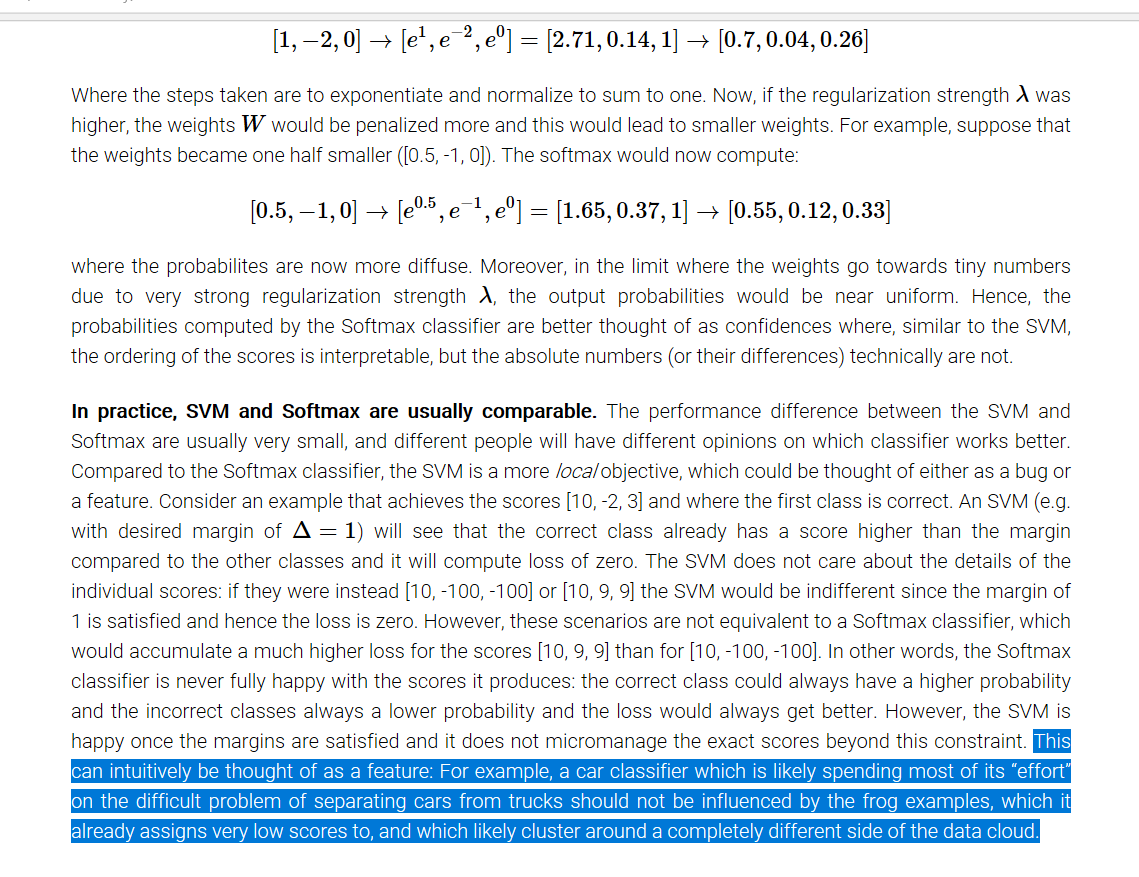 [1, −2, 0] → [e¹, e⁻², e⁰] = [2.71, 0.14, 1] → [0.7, 0.04, 0.26]
Where the steps taken are to exponentiate and normalize to sum to one. Now, if the regularization strength λ was
higher, the weights W would be penalized more and this would lead to smaller weights. For example, suppose that
the weights became one half smaller ([0.5, -1, 0]). The softmax would now compute:
[0.5, −1, 0] → [e⁰·⁵, e⁻¹, e⁰] = [1.65, 0.37, 1] → [0.55, 0.12, 0.33]
where the probabilites are now more diffuse. Moreover, in the limit where the weights go towards tiny numbers
due to very strong regularization strength λ, the output probabilities would be near uniform. Hence, the
probabilities computed by the Softmax classifier are better thought of as confidences where, similar to the SVM,
the ordering of the scores is interpretable, but the absolute numbers (or their differences) technically are not.
In practice, SVM and Softmax are usually comparable. The performance difference between the SVM and
Softmax are usually very small, and different people will have different opinions on which classifier works better.
Compared to the Softmax classifier, the SVM is a more local objective, which could be thought of either as a bug or
a feature. Consider an example that achieves the scores [10, -2, 3] and where the first class is correct. An SVM (e.g.
with desired margin of Δ = 1) will see that the correct class already has a score higher than the margin
compared to the other classes and it will compute loss of zero. The SVM does not care about the details of the
individual scores: if they were instead [10, -100, -100] or [10, 9, 9] the SVM would be indifferent since the margin of
1 is satisfied and hence the loss is zero. However, these scenarios are not equivalent to a Softmax classifier, which
would accumulate a much higher loss for the scores [10, 9, 9] than for [10, -100, -100]. In other words, the Softmax
classifier is never fully happy with the scores it produces: the correct class could always have a higher probability
and the incorrect classes always a lower probability and the loss would always get better. However, the SVM is
happy once the margins are satisfied and it does not micromanage the exact scores beyond this constraint. This
can intuitively be thought of as a feature: For example, a car classifier which is likely spending most of its “effort”
on the difficult problem of separating cars from trucks should not be influenced by the frog examples, which it
already assigns very low scores to, and which likely cluster around a completely different side of the data cloud.